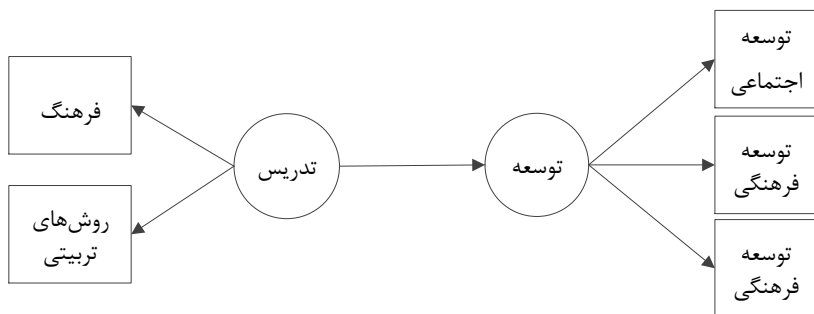 توسعه
اجتماعی
فرهنگ
تدریس
توسعه
توسعه
فرهنگی
روش‌های
تربیتی
توسعه
فرهنگی